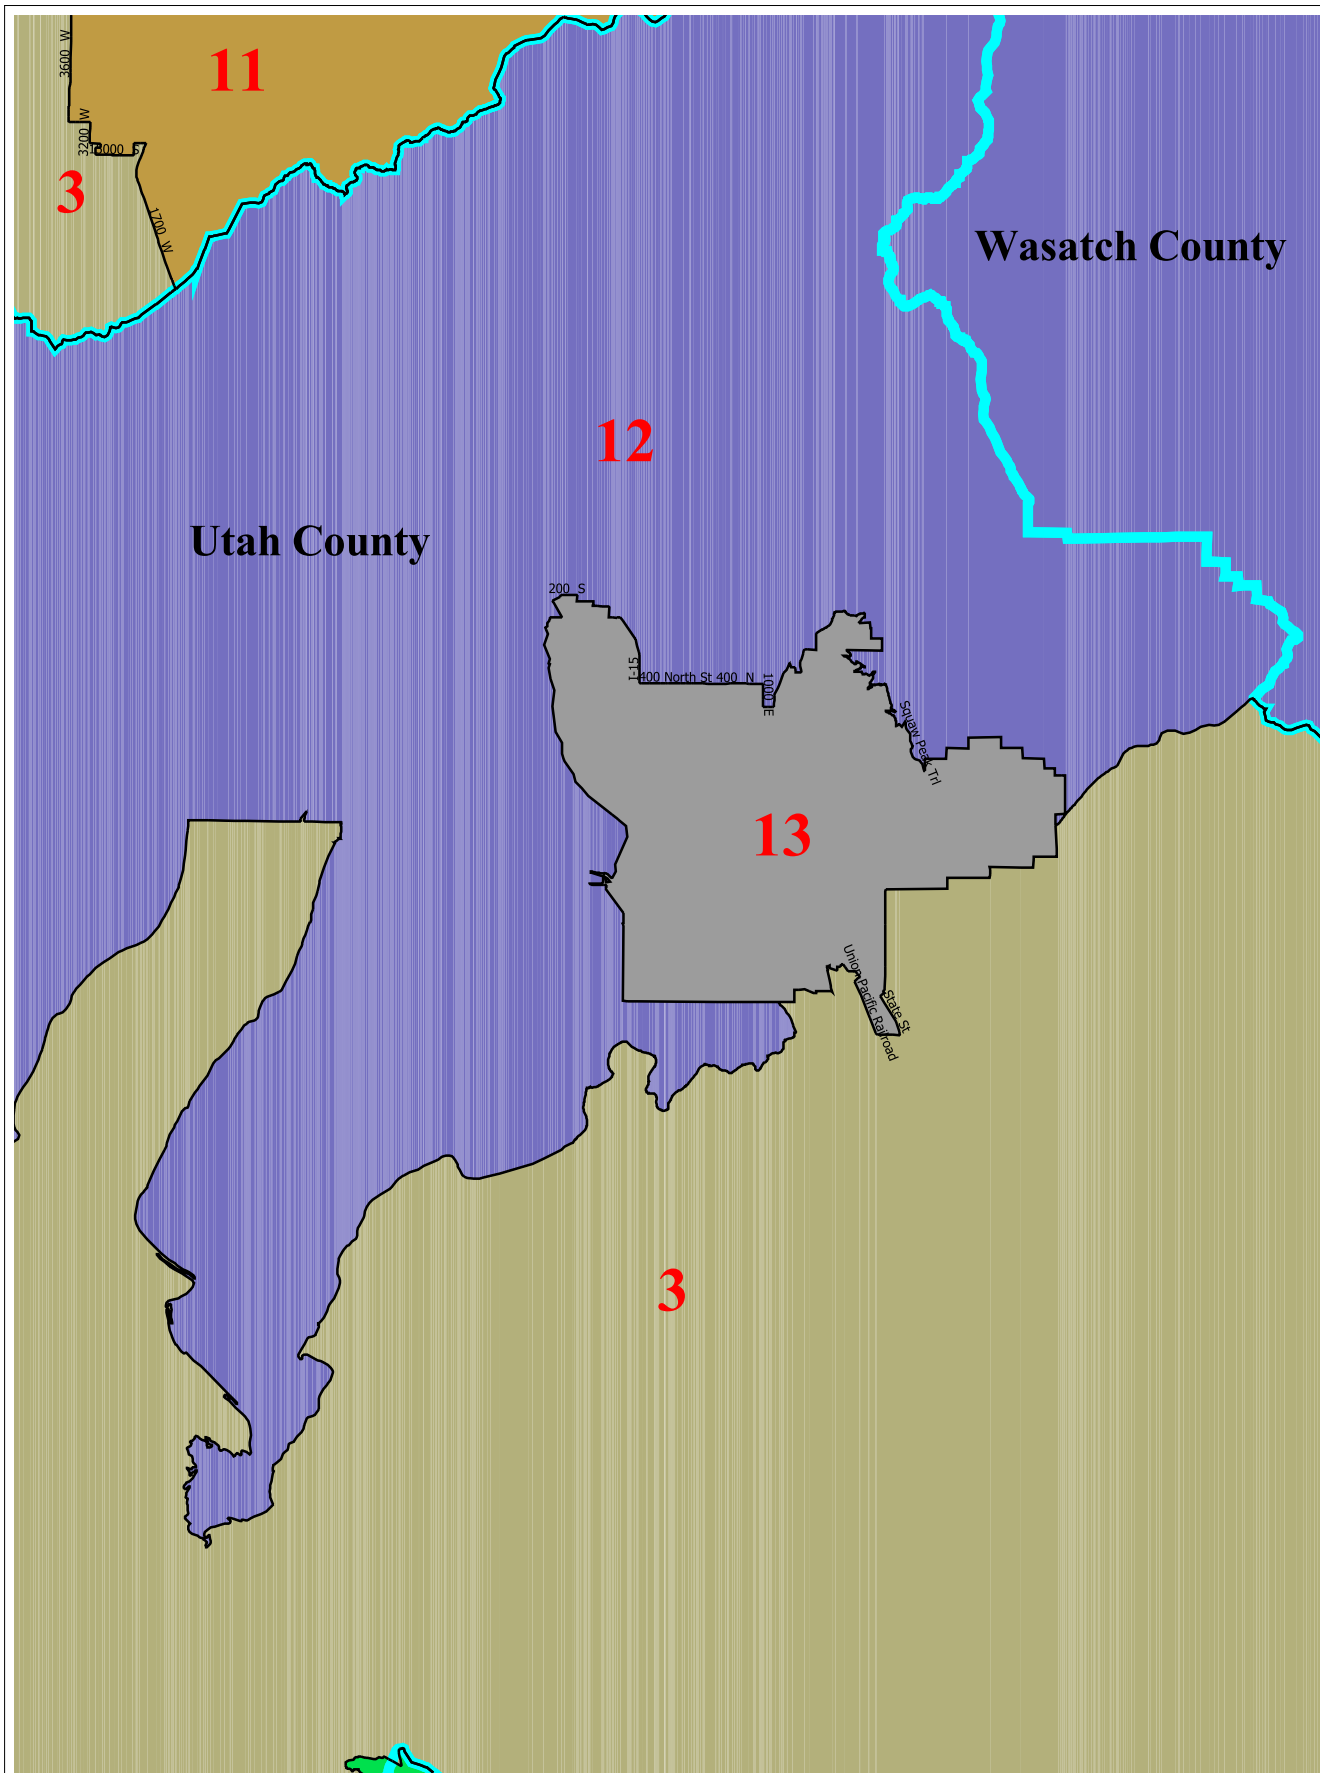 3600 W
11
3200 W
18000 S
3
1700 W
Wasatch County
12
Utah County
200 S
I-15
400 North St 400 N
1000 E
Squaw Peak Trl
13
Union Pacific Railroad
State St
3